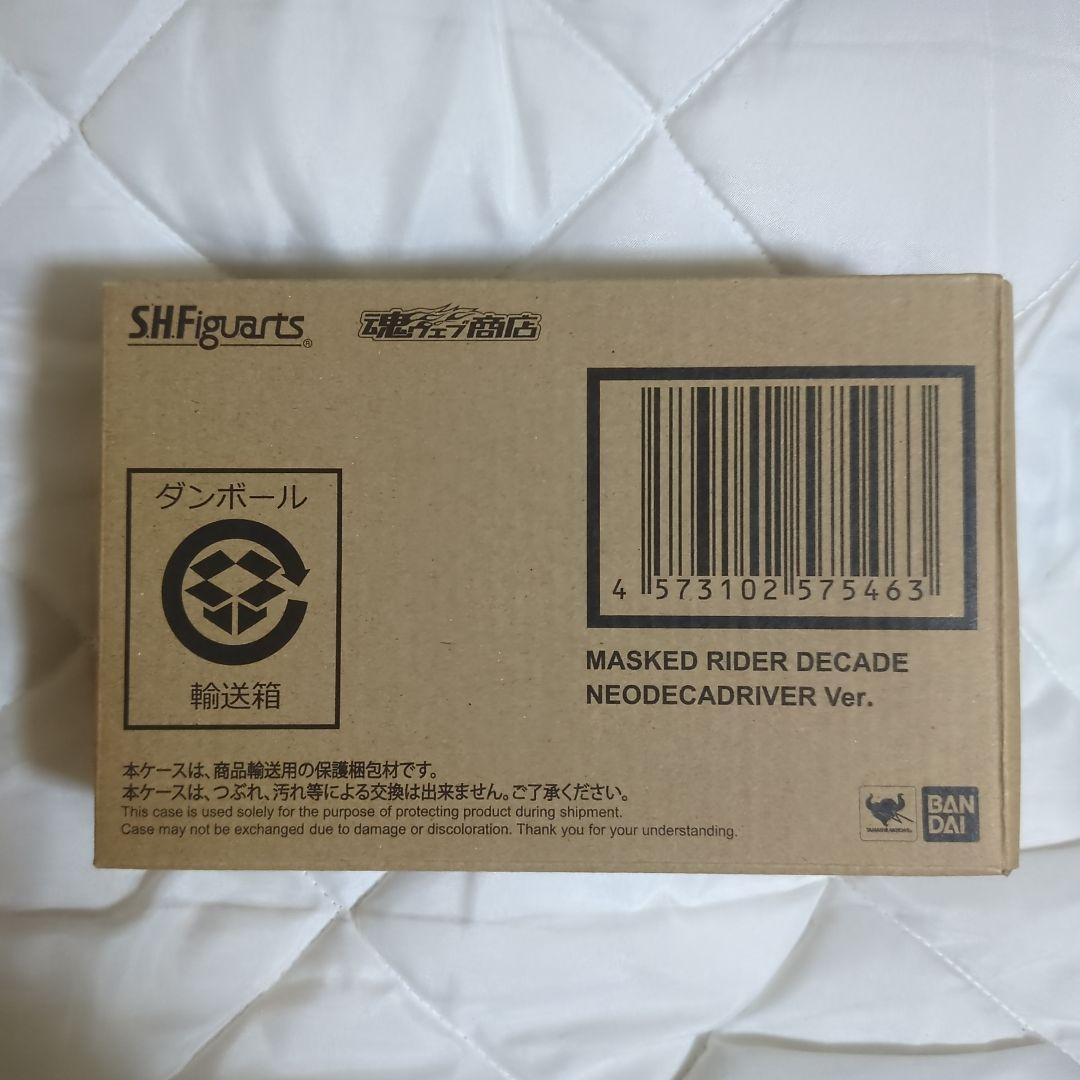 S.H.Figuarts®
魂ウェブ商店
ダンボール
輸送箱
4 573102 575463
MASKED RIDER DECADE
NEODECADRIVER Ver.
本ケースは、商品輸送用の保護梱包材です。
本ケースは、つぶれ、汚れ等による交換は出来ません。ご了承ください。
This case is used solely for the purpose of protecting product during shipment.
Case may not be exchanged due to damage or discoloration. Thank you for your understanding.
TAMASHII NATIONS
BAN
DAI